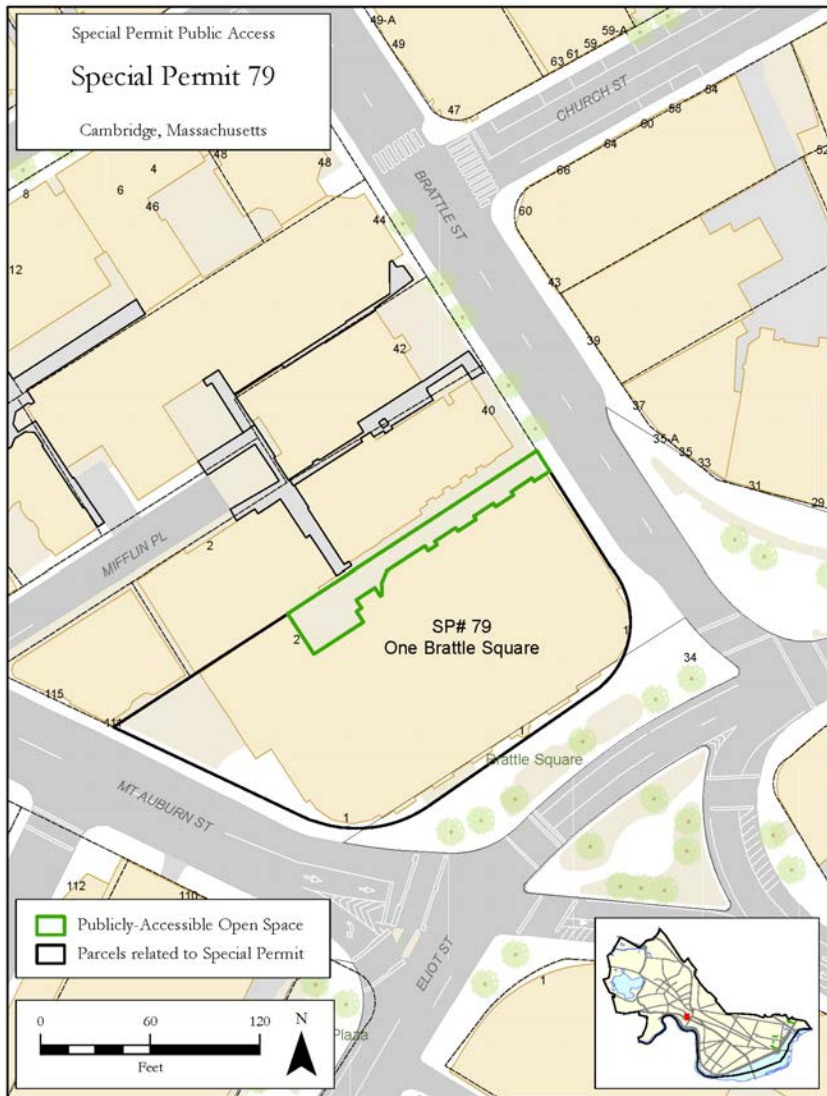 Special Permit Public Access
Special Permit 79
Cambridge, Massachusetts
49-A
49
47
59-A
59
61
63
CHURCH ST
54
58
60
64
66
60
52
BRATTLE ST
48
48
4
6
46
8
12
44
43
39
42
40
37
35-A
35
33
31
29
MIFFLIN PL
2
2
SP# 79
One Brattle Square
1
34
115
111
1
Brattle Square
1
MT AUBURN ST
112
110
ELIOT ST
1
Plaza
Publicly-Accessible Open Space
Parcels related to Special Permit
0 60 120
Feet
N